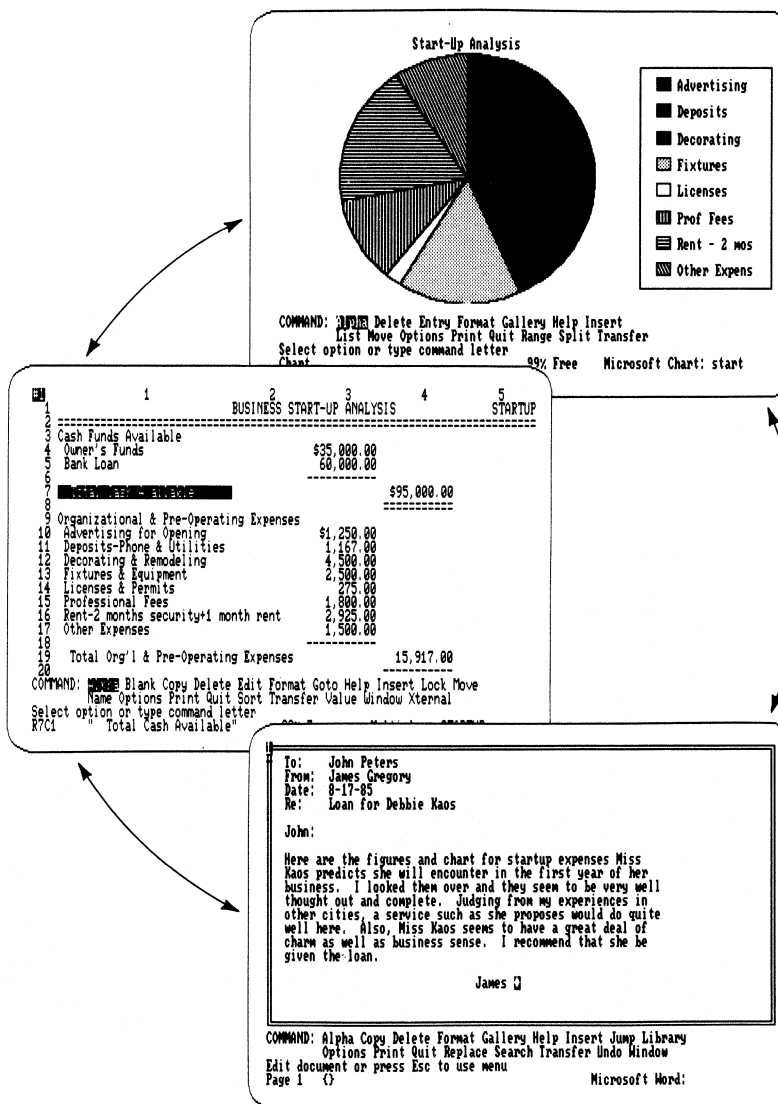 Start-Up Analysis
Advertising
Deposits
Decorating
Fixtures
Licenses
Prof Fees
Rent - 2 mos
Other Expens
COMMAND: Alpha Delete Entry Format Gallery Help Insert
List Move Options Print Quit Range Split Transfer
Select option or type command letter
Chart 99% Free Microsoft Chart: start
#1 1 2 3 4 5
1 BUSINESS START-UP ANALYSIS STARTUP
2 ----------------------------------------
3 Cash Funds Available
4 Owner's Funds $35,000.00
5 Bank Loan 60,000.00
6 ----------
7 Total Cash Available $95,000.00
8 ==========
9 Organizational & Pre-Operating Expenses
10 Advertising for Opening $1,250.00
11 Deposits-Phone & Utilities 1,167.00
12 Decorating & Remodeling 4,500.00
13 Fixtures & Equipment 2,500.00
14 Licenses & Permits 275.00
15 Professional Fees 1,800.00
16 Rent-2 months security+1 month rent 2,925.00
17 Other Expenses 1,500.00
18 ----------
19 Total Org'l & Pre-Operating Expenses 15,917.00
20 ----------
COMMAND: Alpha Blank Copy Delete Edit Format Goto Help Insert Lock Move
Name Options Print Quit Sort Transfer Value Window Xternal
Select option or type command letter
R7C1 " Total Cash Available"
To: John Peters
From: James Gregory
Date: 8-17-85
Re: Loan for Debbie Kaos
John:
Here are the figures and chart for startup expenses Miss
Kaos predicts she will encounter in the first year of her
business. I looked them over and they seem to be very well
thought out and complete. Judging from my experiences in
other cities, a service such as she proposes would do quite
well here. Also, Miss Kaos seems to have a great deal of
charm as well as business sense. I recommend that she be
given the loan.
James
COMMAND: Alpha Copy Delete Format Gallery Help Insert Jump Library
Options Print Quit Replace Search Transfer Undo Window
Edit document or press Esc to use menu
Page 1 {} Microsoft Word: